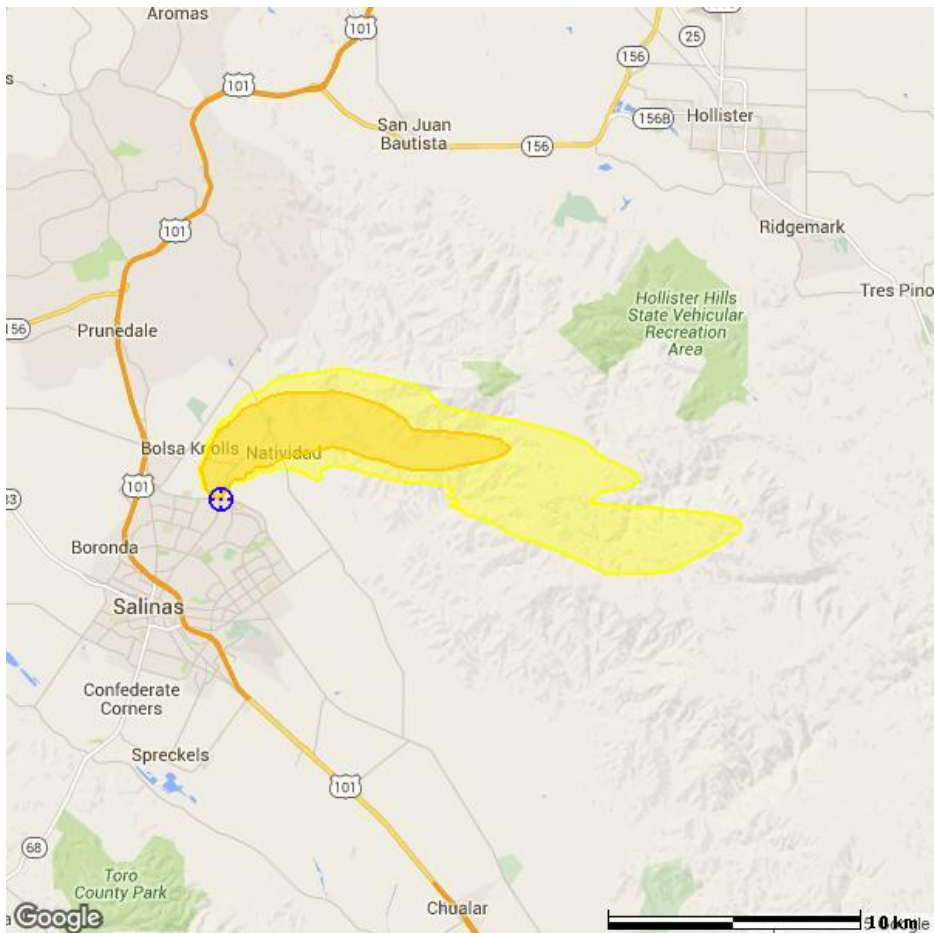 Aromas
101
25
156
101
156B
Hollister
San Juan
Bautista
156
s
101
Ridgemark
Tres Pino
Hollister Hills
State Vehicular
Recreation
Area
156
Prunedale
Bolsa Knolls
Natividad
101
Boronda
Salinas
Confederate
Corners
Spreckels
101
68
Toro
County Park
Chualar
Google
10 km
Google